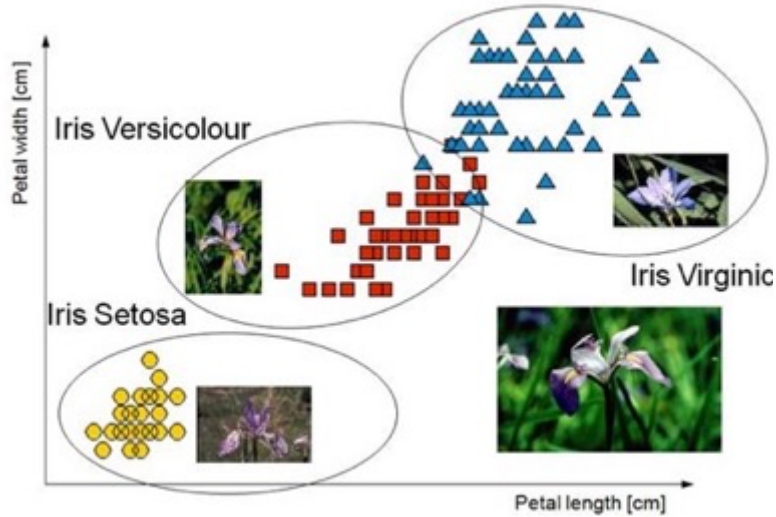 Petal width [cm]
Iris Versicolour
Iris Virginic
Iris Setosa
Petal length [cm]